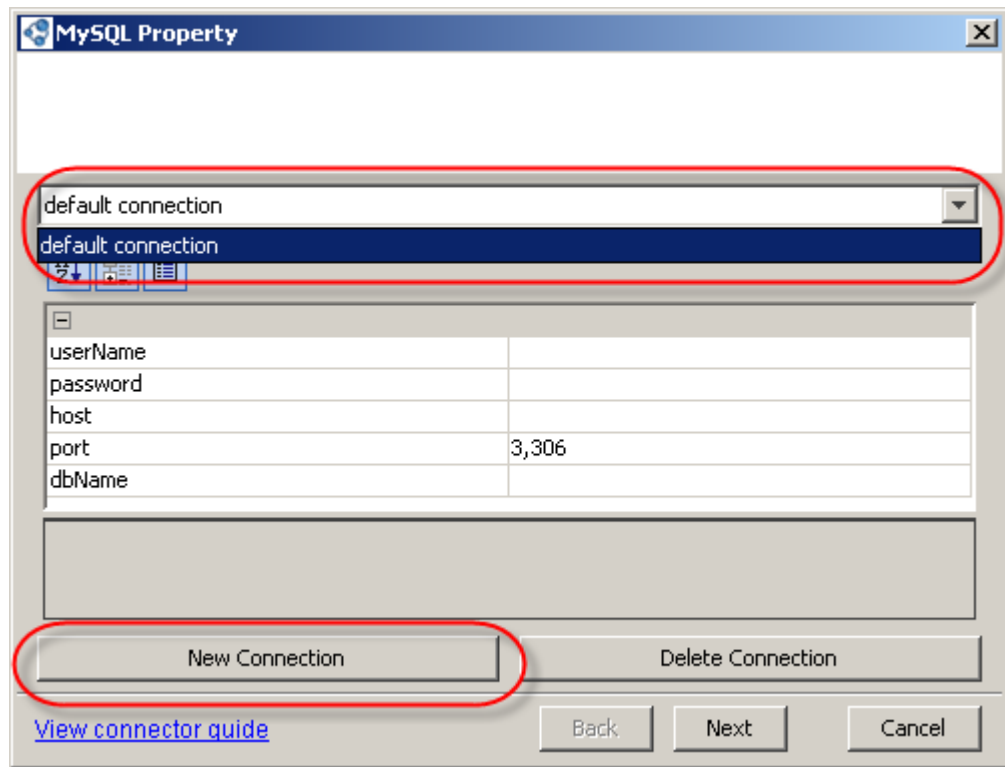 MySQL Property
default connection
default connection
userName
password
host
port 3,306
dbName
New Connection Delete Connection
View connector guide Back Next Cancel